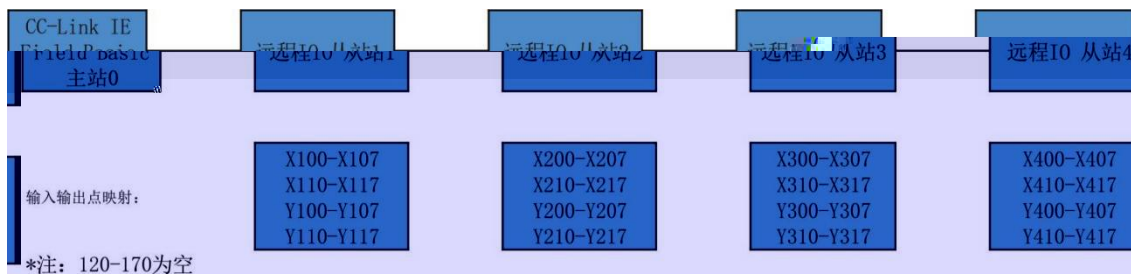 CC-Link IE
Field Basic
主站0
远程IO 从站1
远程IO 从站2
远程IO 从站3
远程IO 从站4
输入输出点映射:
X100-X107
X110-X117
Y100-Y107
Y110-Y117
X200-X207
X210-X217
Y200-Y207
Y210-Y217
X300-X307
X310-X317
Y300-Y307
Y310-Y317
X400-X407
X410-X417
Y400-Y407
Y410-Y417
*注: 120-170为空